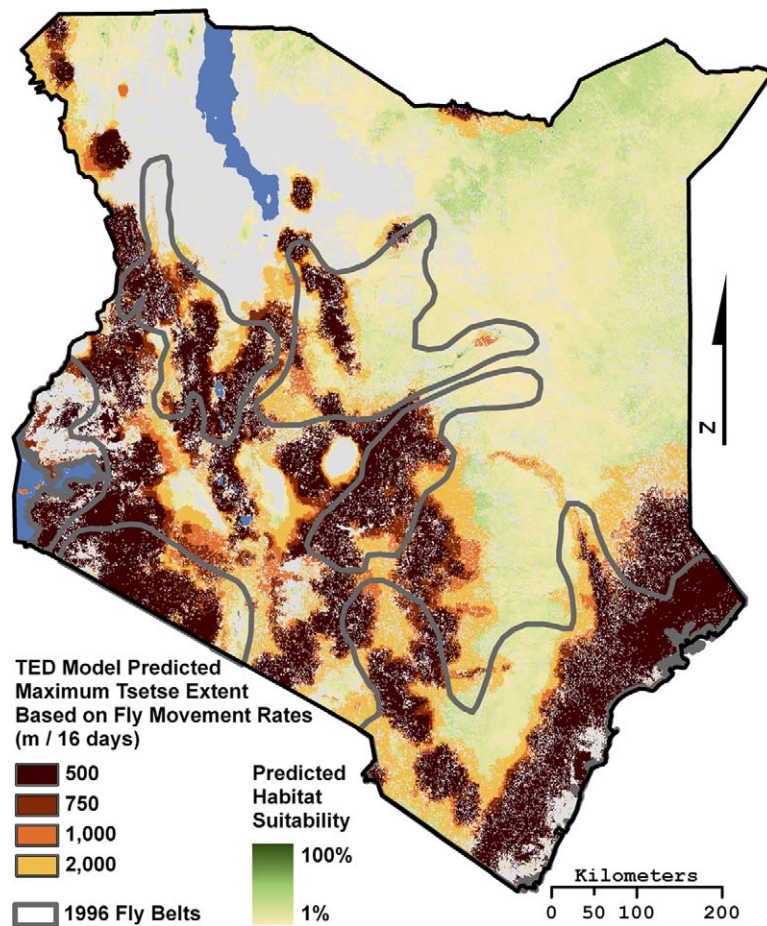 N
TED Model Predicted
Maximum Tsetse Extent
Based on Fly Movement Rates
(m / 16 days)
500
750
1,000
2,000
1996 Fly Belts
Predicted
Habitat
Suitability
100%
1%
Kilometers
0 50 100 200